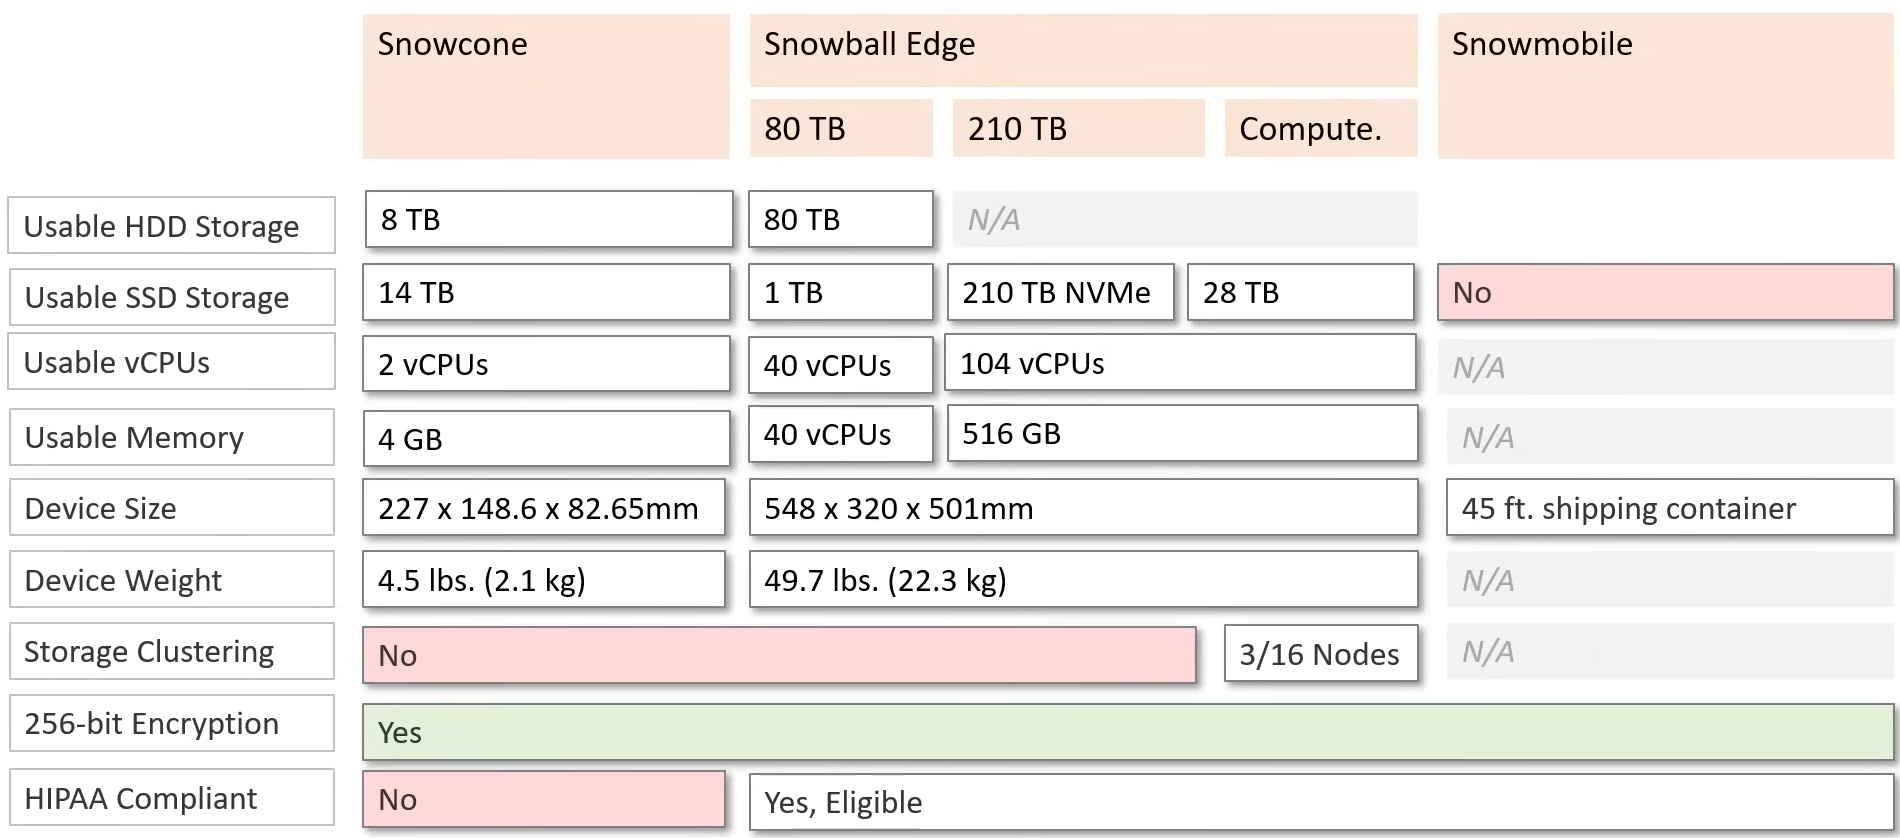 Snowcone
Snowball Edge
Snowmobile
80 TB
210 TB
Compute.
Usable HDD Storage
8 TB
80 TB
N/A
Usable SSD Storage
14 TB
1 TB
210 TB NVMe
28 TB
No
Usable vCPUs
2 vCPUs
40 vCPUs
104 vCPUs
N/A
Usable Memory
4 GB
40 vCPUs
516 GB
N/A
Device Size
227 x 148.6 x 82.65mm
548 x 320 x 501mm
45 ft. shipping container
Device Weight
4.5 lbs. (2.1 kg)
49.7 lbs. (22.3 kg)
N/A
Storage Clustering
No
3/16 Nodes
N/A
256-bit Encryption
Yes
HIPAA Compliant
No
Yes, Eligible